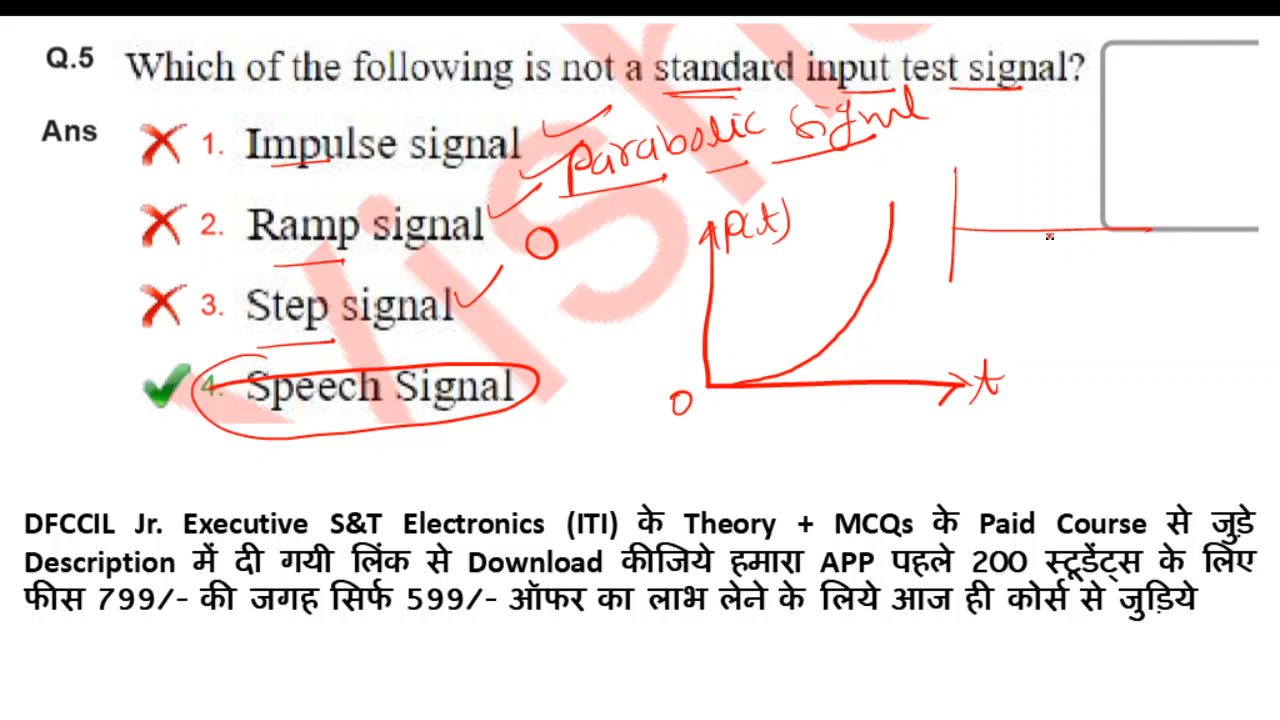 Q.5 Which of the following is not a standard input test signal?
Ans 1. Impulse signal
Parabolic signal
2. Ramp signal
P(t)
3. Step signal
4. Speech Signal
t
0
DFCCIL Jr. Executive S&T Electronics (ITI) के Theory + MCQs के Paid Course से जुड़े
Description में दी गयी लिंक से Download कीजिये हमारा APP पहले 200 स्टूडेंट्स के लिए
फीस 799/- की जगह सिर्फ 599/- ऑफर का लाभ लेने के लिये आज ही कोर्स से जुड़िये